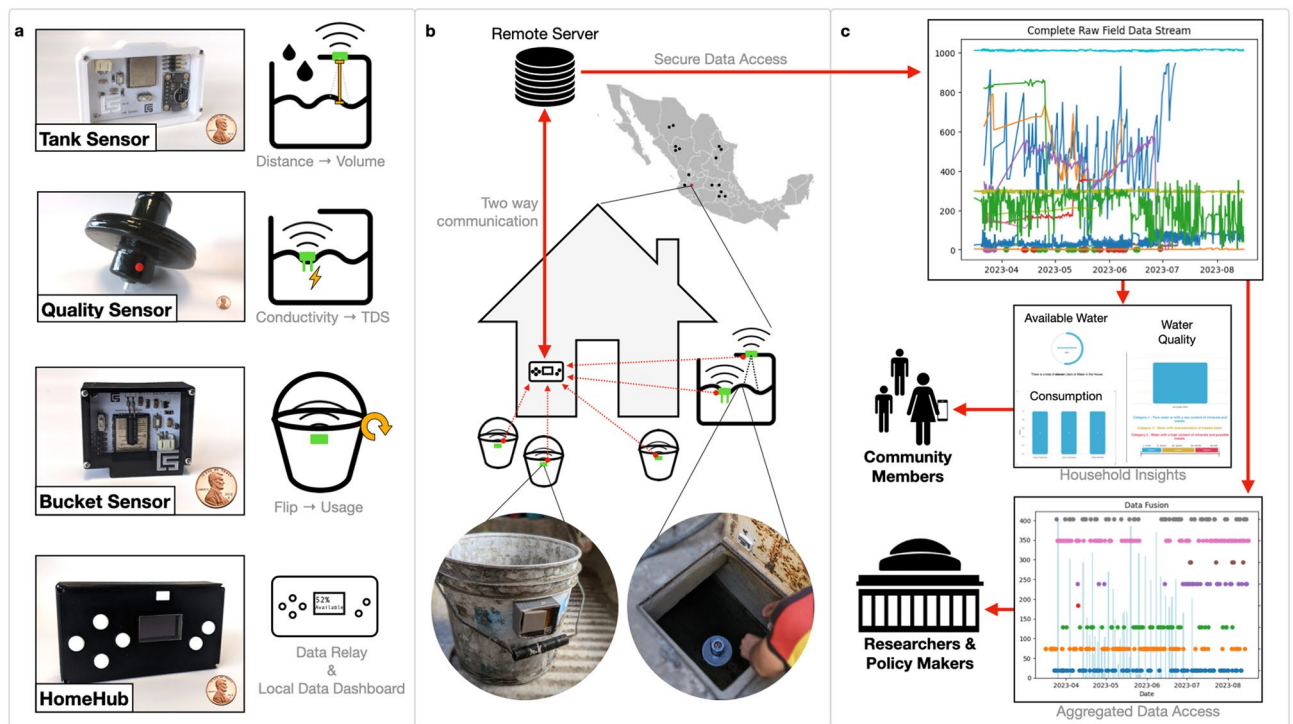 a
Tank Sensor
Distance → Volume
Quality Sensor
Conductivity → TDS
Bucket Sensor
Flip → Usage
HomeHub
52%
Available
Data Relay
&
Local Data Dashboard
b
Remote Server
Secure Data Access
Two way
communication
c
Complete Raw Field Data Stream
1000
800
600
400
200
0
2023-04
2023-05
2023-06
2023-07
2023-08
Available Water
Water
Quality
Consumption
Household Insights
Community
Members
Data Fusion
400
350
300
250
200
150
100
50
0
2023-04
2023-05
2023-06
2023-07
2023-08
Date
Aggregated Data Access
Researchers &
Policy Makers